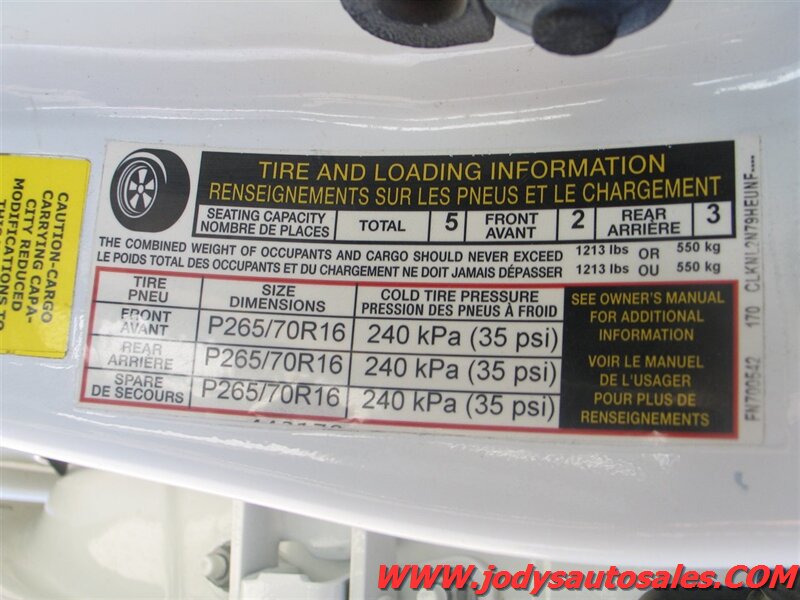 CAUTION-CARGO
CARRYING CAPA-
CITY REDUCED
MODIFICATIONS TO
TIRE AND LOADING INFORMATION
RENSEIGNEMENTS SUR LES PNEUS ET LE CHARGEMENT
SEATING CAPACITY TOTAL 5 FRONT 2 REAR 3
NOMBRE DE PLACES AVANT ARRIÈRE
THE COMBINED WEIGHT OF OCCUPANTS AND CARGO SHOULD NEVER EXCEED 1213 lbs OR 550 kg
LE POIDS TOTAL DES OCCUPANTS ET DU CHARGEMENT NE DOIT JAMAIS DÉPASSER 1213 lbs OU 550 kg
TIRE SIZE COLD TIRE PRESSURE
PNEU DIMENSIONS PRESSION DES PNEUS À FROID
FRONT
AVANT P265/70R16 240 kPa (35 psi)
REAR
ARRIÈRE P265/70R16 240 kPa (35 psi)
SPARE
DE SECOURS P265/70R16 240 kPa (35 psi)
SEE OWNER'S MANUAL
FOR ADDITIONAL
INFORMATION
VOIR LE MANUEL
DE L'USAGER
POUR PLUS DE
RENSEIGNEMENTS
170 CLKNL2N79HEUNF----
WWW.jodysautosales.COM